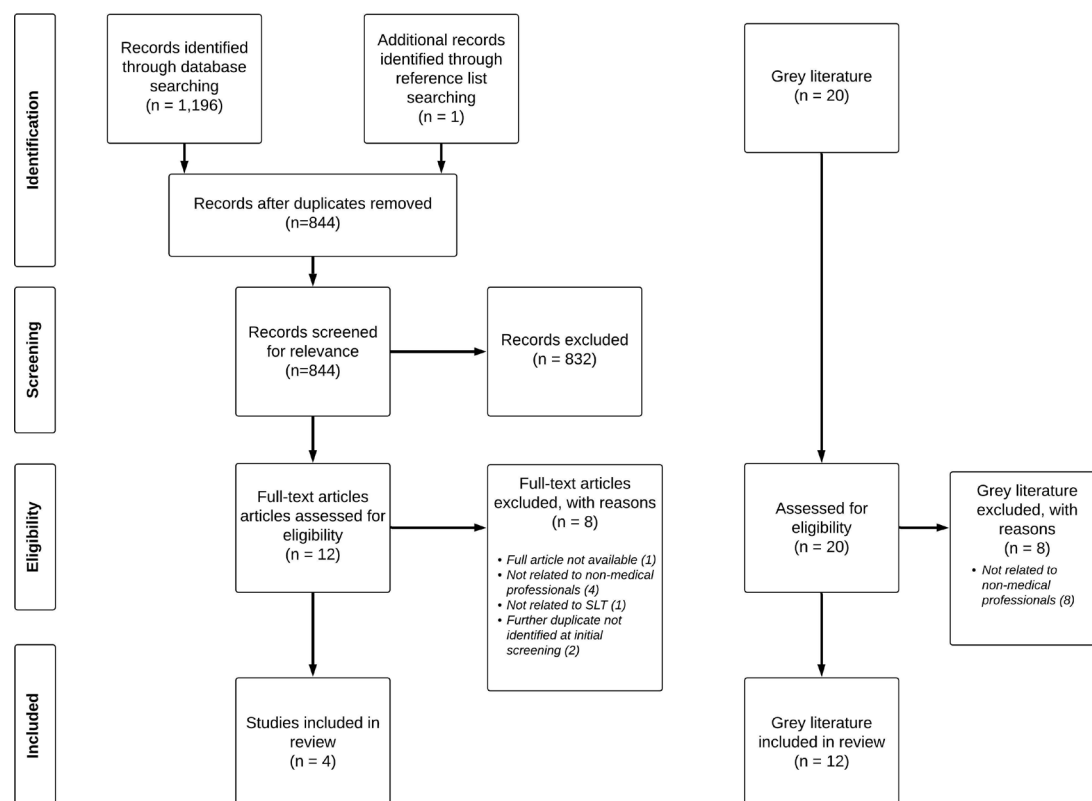 Identification
Records identified
through database
searching
(n = 1,196)
Additional records
identified through
reference list
searching
(n = 1)
Grey literature
(n = 20)
Records after duplicates removed
(n=844)
Screening
Records screened
for relevance
(n=844)
Records excluded
(n = 832)
Eligibility
Full-text articles
articles assessed for
eligibility
(n = 12)
Full-text articles
excluded, with reasons
(n = 8)
• Full article not available (1)
• Not related to non-medical
professionals (4)
• Not related to SLT (1)
• Further duplicate not
identified at initial
screening (2)
Assessed for
eligibility
(n = 20)
Grey literature
excluded, with
reasons
(n = 8)
• Not related to
non-medical
professionals (8)
Included
Studies included in
review
(n = 4)
Grey literature
included in review
(n = 12)